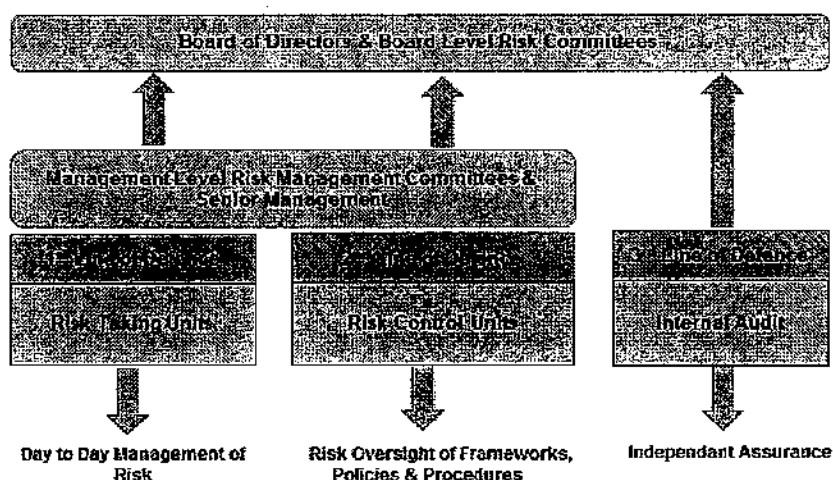 Board of Directors & Board Level Risk Committees
Management Level Risk Management Committees &
Senior Management
Line of Defence
Risk Taking Units
Risk Control Units
Internal Audit
Day to Day Management of
Risk
Risk Oversight of Frameworks,
Policies & Procedures
Independant Assurance